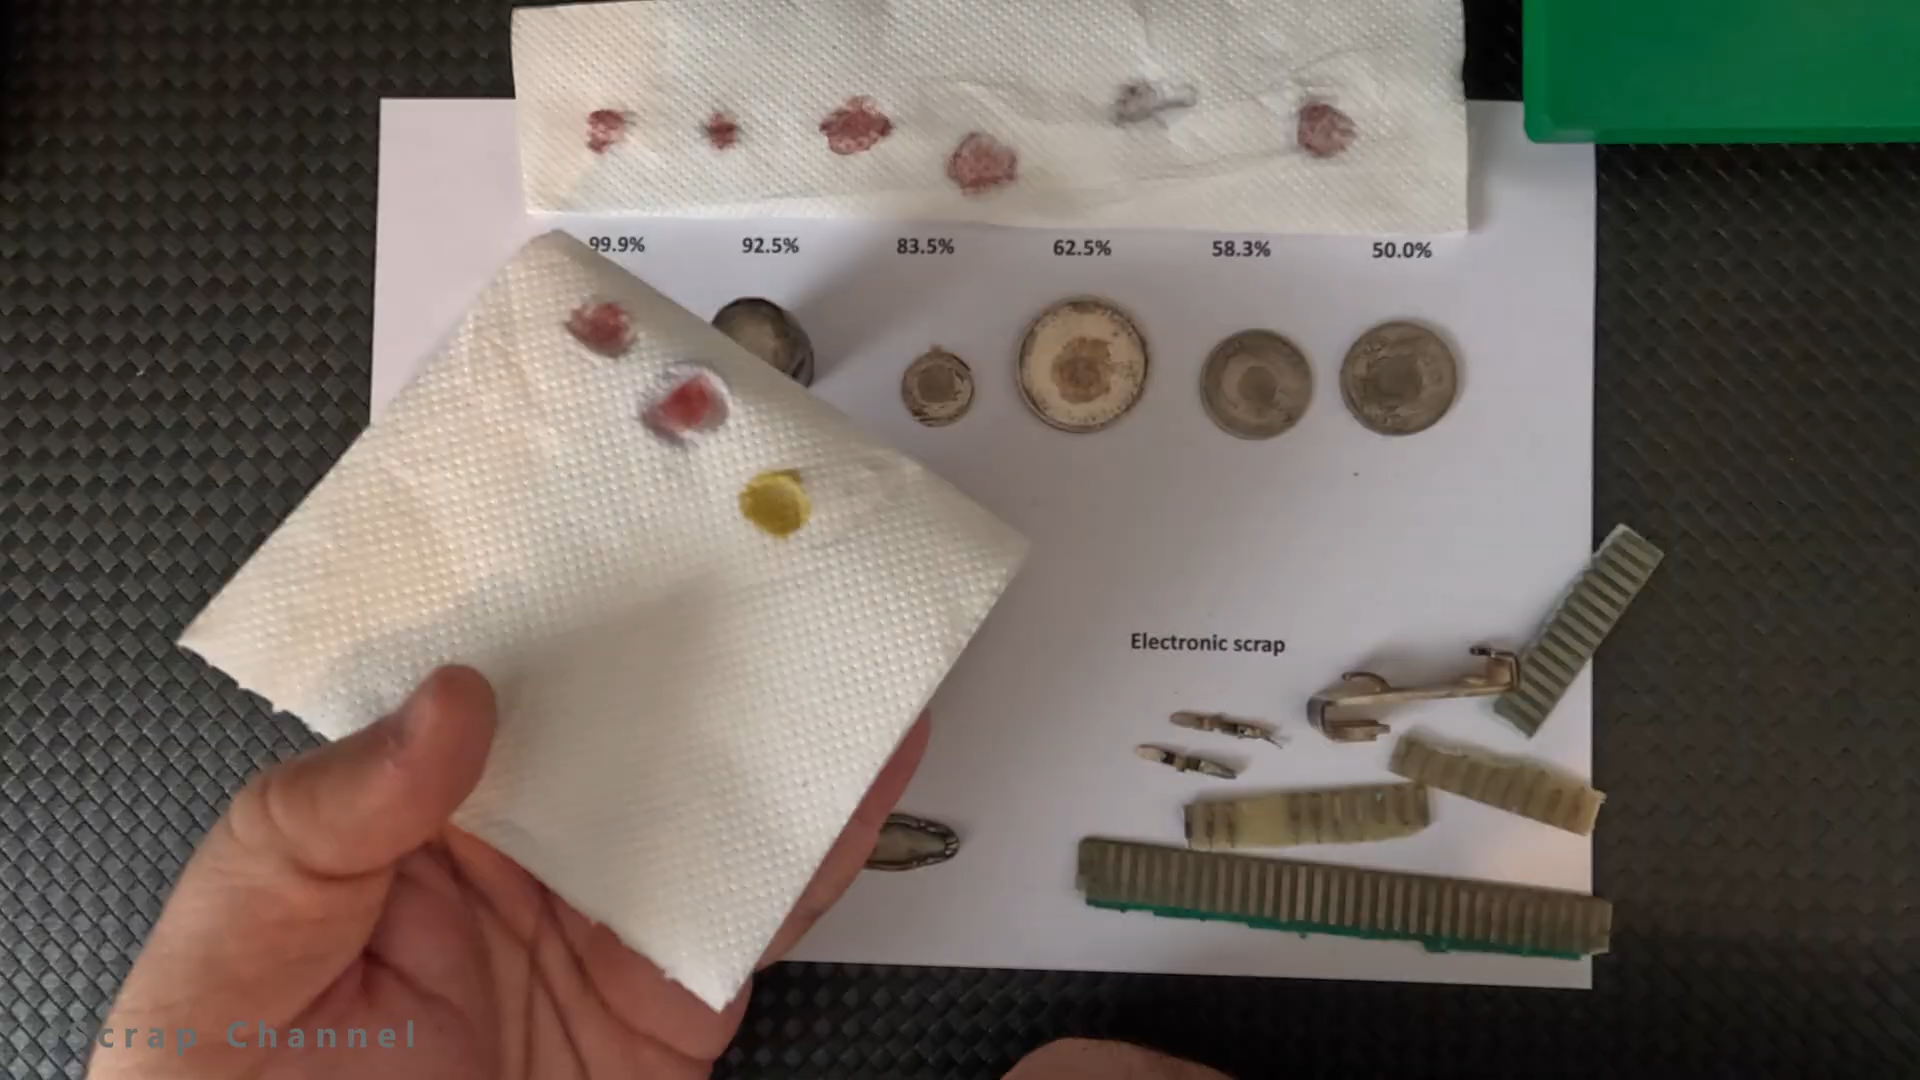 99.9% 92.5% 83.5% 62.5% 58.3% 50.0%
Electronic scrap
Scrap Channel